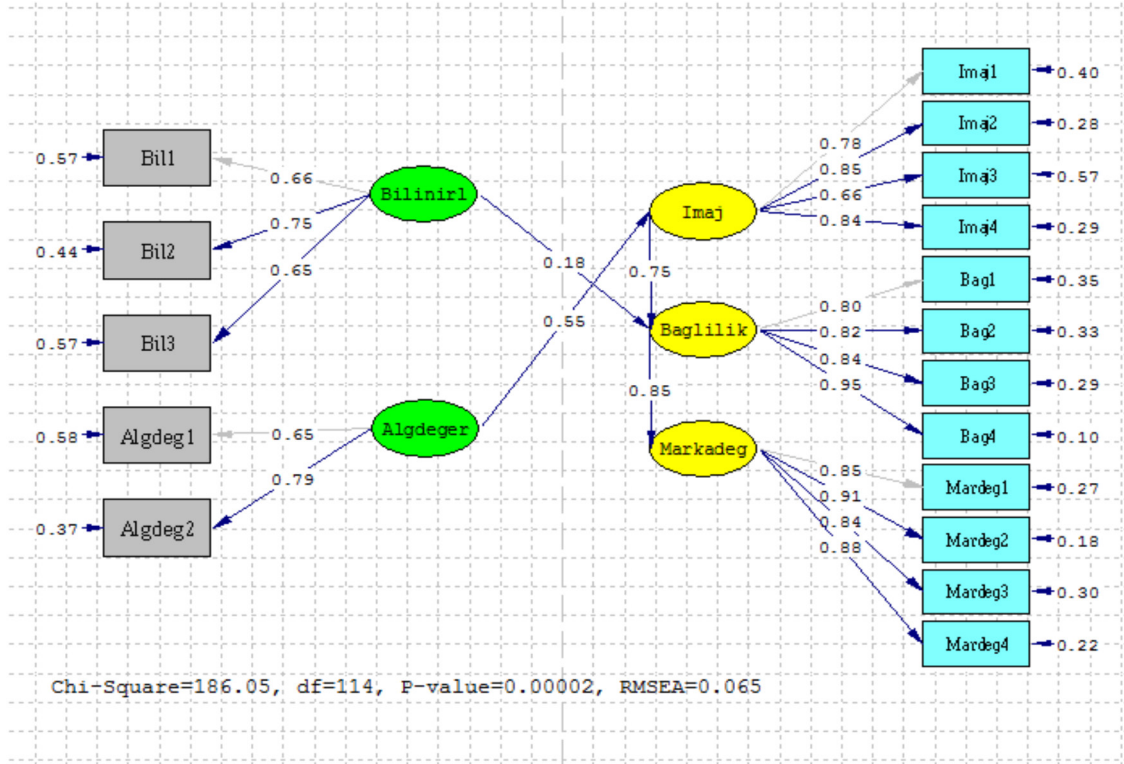 Imaj1
0.40
Imaj2
0.28
0.78
0.57
Bil1
0.85
Imaj3
0.57
0.66
0.66
Bilinirl
Imaj
0.84
Imaj4
0.29
0.75
0.44
Bil2
0.18
0.75
Bag1
0.35
0.65
0.80
0.55
Baglilik
0.82
Bag2
0.33
0.57
Bil3
0.84
Bag3
0.29
0.85
0.95
0.58
Algdeg1
0.65
Algdeger
Bag4
0.10
Markadeg
0.85
0.79
0.91
Mardeg1
0.27
0.37
Algdeg2
0.84
0.88
Mardeg2
0.18
Mardeg3
0.30
Mardeg4
0.22
Chi-Square=186.05, df=114, P-value=0.00002, RMSEA=0.065